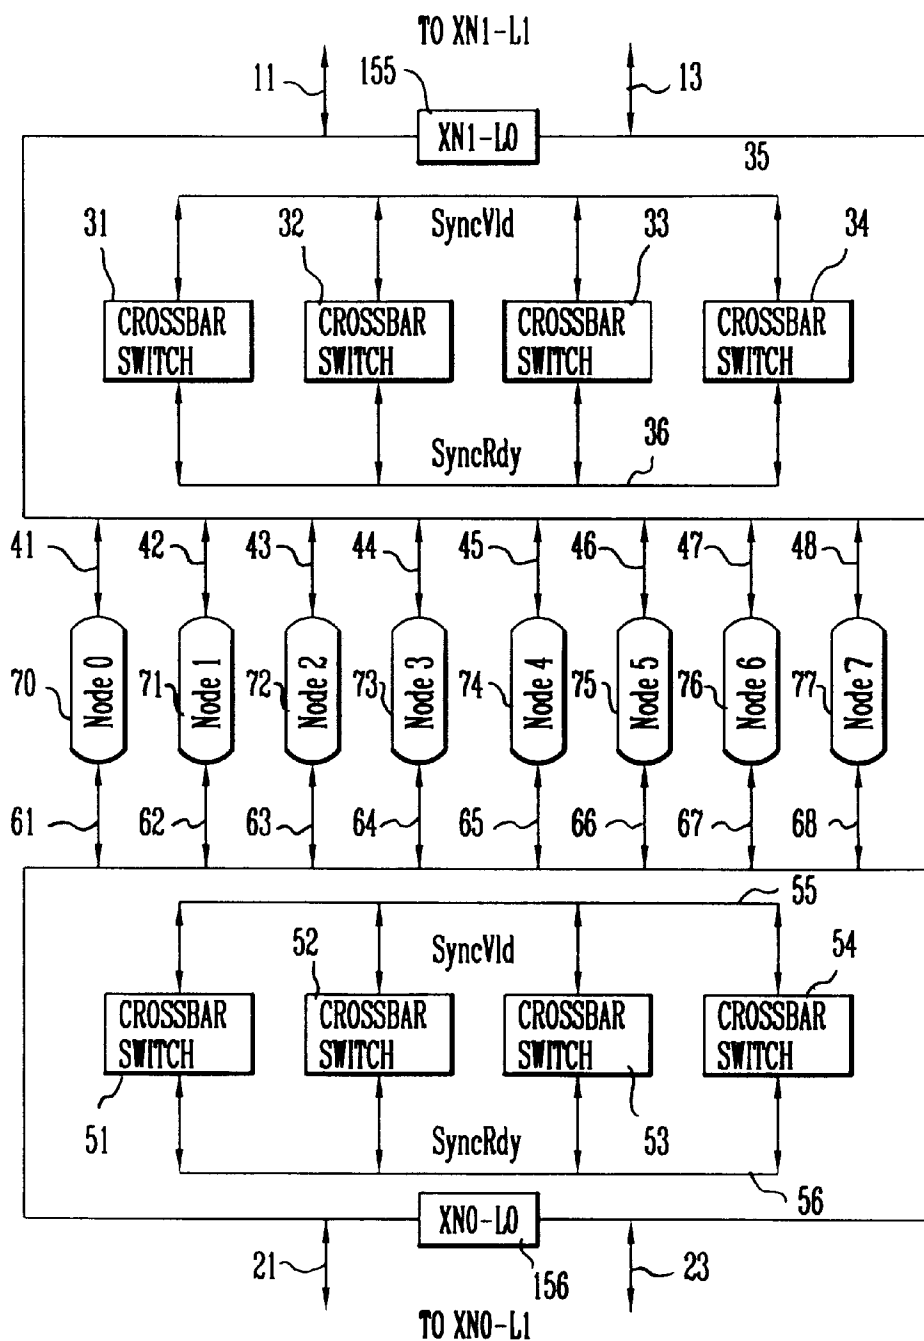 TO XN1-L1
11
155
13
XN1-L0
35
31
32
SyncVld
33
34
CROSSBAR
SWITCH
CROSSBAR
SWITCH
CROSSBAR
SWITCH
CROSSBAR
SWITCH
SyncRdy
36
41
42
43
44
45
46
47
48
70
Node 0
71
Node 1
72
Node 2
73
Node 3
74
Node 4
75
Node 5
76
Node 6
77
Node 7
61
62
63
64
65
66
67
68
55
52
SyncVld
54
CROSSBAR
SWITCH
CROSSBAR
SWITCH
CROSSBAR
SWITCH
CROSSBAR
SWITCH
51
SyncRdy
53
56
XN0-L0
21
156
23
TO XN0-L1